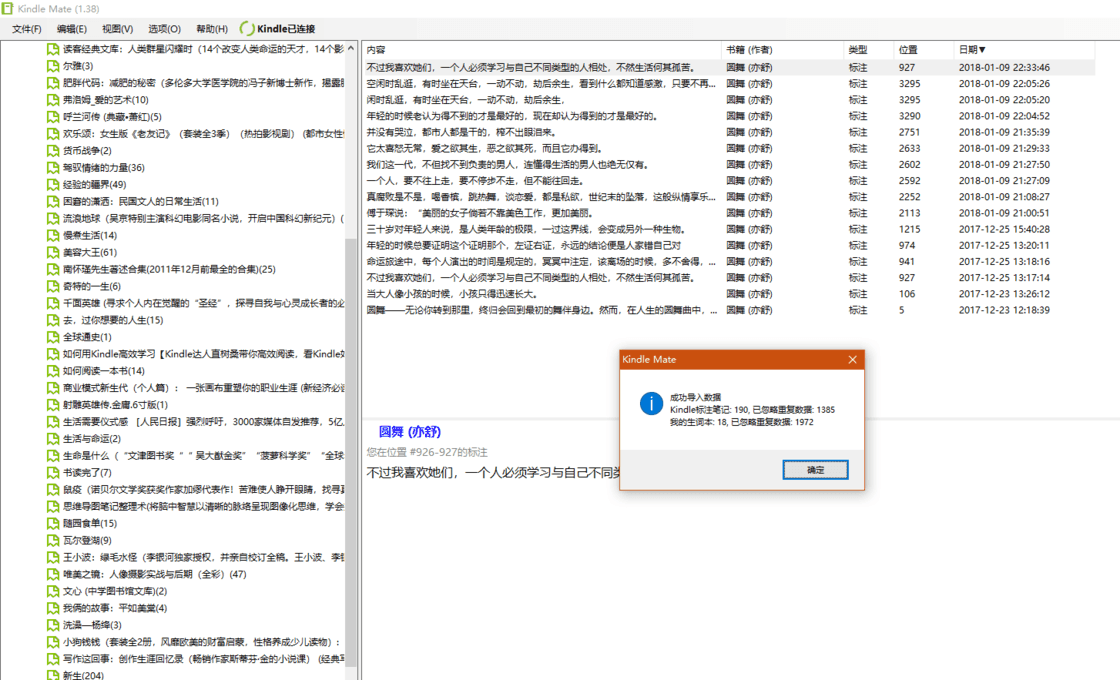 Kindle Mate (1.38)
文件(F) 编辑(E) 视图(V) 选项(O) 帮助(H) Kindle已连接
读客经典文库：人类群星闪耀时（14个改变人类命运的天才，14个影
尔雅(3)
肥胖代码：减肥的秘密（多伦多大学医学院的冯子新博士新作，揭露肥
弗洛姆_爱的艺术(10)
呼兰河传 (典藏•萧红)(5)
欢乐颂：女生版《老友记》（套装全3季）（热拍影视剧）（都市女性
货币战争(2)
驾驭情绪的力量(36)
经验的疆界(49)
困窘的潇洒：民国文人的日常生活(11)
流浪地球（吴京特别主演科幻电影同名小说，开启中国科幻新纪元）(
慢煮生活(14)
美容大王(61)
南怀瑾先生著述合集(2011年12月前最全的合集)(25)
奇特的一生(6)
千面英雄 (寻求个人内在觉醒的“圣经”，探寻自我与心灵成长者的必
去，过你想要的人生(15)
全球通史(1)
如何用Kindle高效学习【Kindle达人直树桑带你高效阅读，看Kindle如
如何阅读一本书(14)
商业模式新生代（个人篇）：一张画布重塑你的职业生涯 (新经济必读
射雕英雄传.金庸.6寸版(1)
生活需要仪式感 [人民日报] 强烈呼吁，3000家媒体自发推荐，5亿人
生活与命运(2)
生命是什么（“文津图书奖““吴大猷金奖”“菠萝科学奖”“全球
书读完了(7)
鼠疫（诺贝尔文学奖获奖作家加缪代表作！苦难使人睁开眼睛，找寻真
思维导图笔记整理术(将脑中智慧以清晰的脉络呈现图像化思维，学会
随园食单(15)
瓦尔登湖(9)
王小波：绿毛水怪（李银河独家授权，并亲自校订全稿。王小波、李银
唯美之境：人像摄影实战与后期（全彩）(47)
文心 (中学图书馆文库)(2)
我俩的故事：平如美棠(4)
洗澡—杨绛(3)
小狗钱钱（套装全2册，风靡欧美的财富启蒙，性格养成少儿读物）：
写作这回事：创作生涯回忆录（畅销作家斯蒂芬·金的小说课）(经典写
新生(204)
内容 书籍 (作者) 类型 位置 日期▼
不过我喜欢她们，一个人必须学习与自己不同类型的人相处，不然生活何其孤苦。 圆舞 (亦舒) 标注 927 2018-01-09 22:33:46
空闲时乱逛，有时坐在天台，一动不动，劫后余生，看到什么都知道感激，只要不再... 圆舞 (亦舒) 标注 3295 2018-01-09 22:05:26
闲时乱逛，有时坐在天台，一动不动，劫后余生， 圆舞 (亦舒) 标注 3295 2018-01-09 22:05:20
年轻的时候老认为得不到的才是最好的，现在却认为得到的才是最好的。 圆舞 (亦舒) 标注 3290 2018-01-09 22:04:52
并没有哭泣，都市人都是干的，榨不出眼泪来。 圆舞 (亦舒) 标注 2751 2018-01-09 21:35:39
它太喜怒无常，爱之欲其生，恶之欲其死，而且它办得到。 圆舞 (亦舒) 标注 2633 2018-01-09 21:29:33
我们这一代，不但找不到负责的男人，连懂得生活的男人也绝无仅有。 圆舞 (亦舒) 标注 2602 2018-01-09 21:27:50
一个人，要不往上走，要不停步不走，但不能往回走。 圆舞 (亦舒) 标注 2592 2018-01-09 21:27:09
真腐败是不是，喝香槟，跳热舞，谈恋爱，都是私欲，世纪末的坠落，这般纵情享乐... 圆舞 (亦舒) 标注 2252 2018-01-09 21:08:27
傅于琛说：“美丽的女子倘若不靠美色工作，更加美丽。 圆舞 (亦舒) 标注 2113 2018-01-09 21:00:51
三十岁对年轻人来说，是人类年龄的极限，一过这界线，会变成另外一种生物。 圆舞 (亦舒) 标注 1215 2017-12-25 15:40:28
年轻的时候总要证明这个证明那个，左证右证，永远的结论便是人家错自己对 圆舞 (亦舒) 标注 974 2017-12-25 13:20:11
命运旅途中，每个人演出的时间是规定的，冥冥中注定，该离场的时候，多不舍得，... 圆舞 (亦舒) 标注 941 2017-12-25 13:18:16
不过我喜欢她们，一个人必须学习与自己不同类型的人相处，不然生活何其孤苦。 圆舞 (亦舒) 标注 927 2017-12-25 13:17:14
当大人像小孩的时候，小孩只得迅速长大。 圆舞 (亦舒) 标注 106 2017-12-23 13:26:12
圆舞——无论你转到那里，终归会回到最初的舞伴身边。然而，在人生的圆舞曲中，... 圆舞 (亦舒) 标注 5 2017-12-23 12:18:39
圆舞 (亦舒)
您在位置 #926-927的标注
不过我喜欢她们，一个人必须学习与自己不同类
Kindle Mate
成功导入数据
Kindle标注笔记: 190, 已忽略重复数据: 1385
我的生词本: 18, 已忽略重复数据: 1972
确定